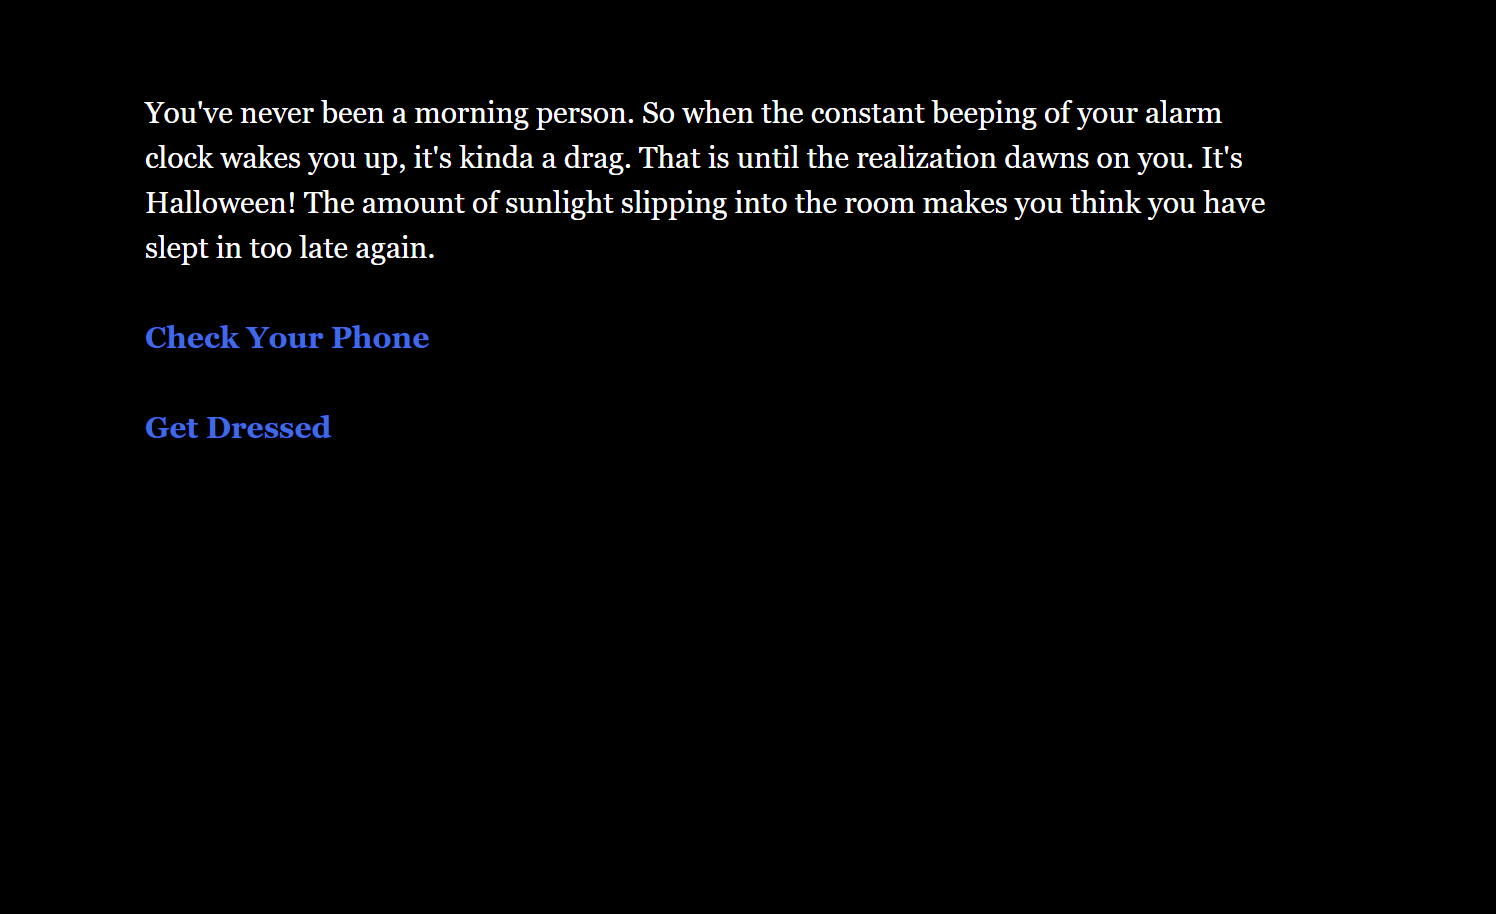 You've never been a morning person. So when the constant beeping of your alarm
clock wakes you up, it's kinda a drag. That is until the realization dawns on you. It's
Halloween! The amount of sunlight slipping into the room makes you think you have
slept in too late again.
Check Your Phone
Get Dressed